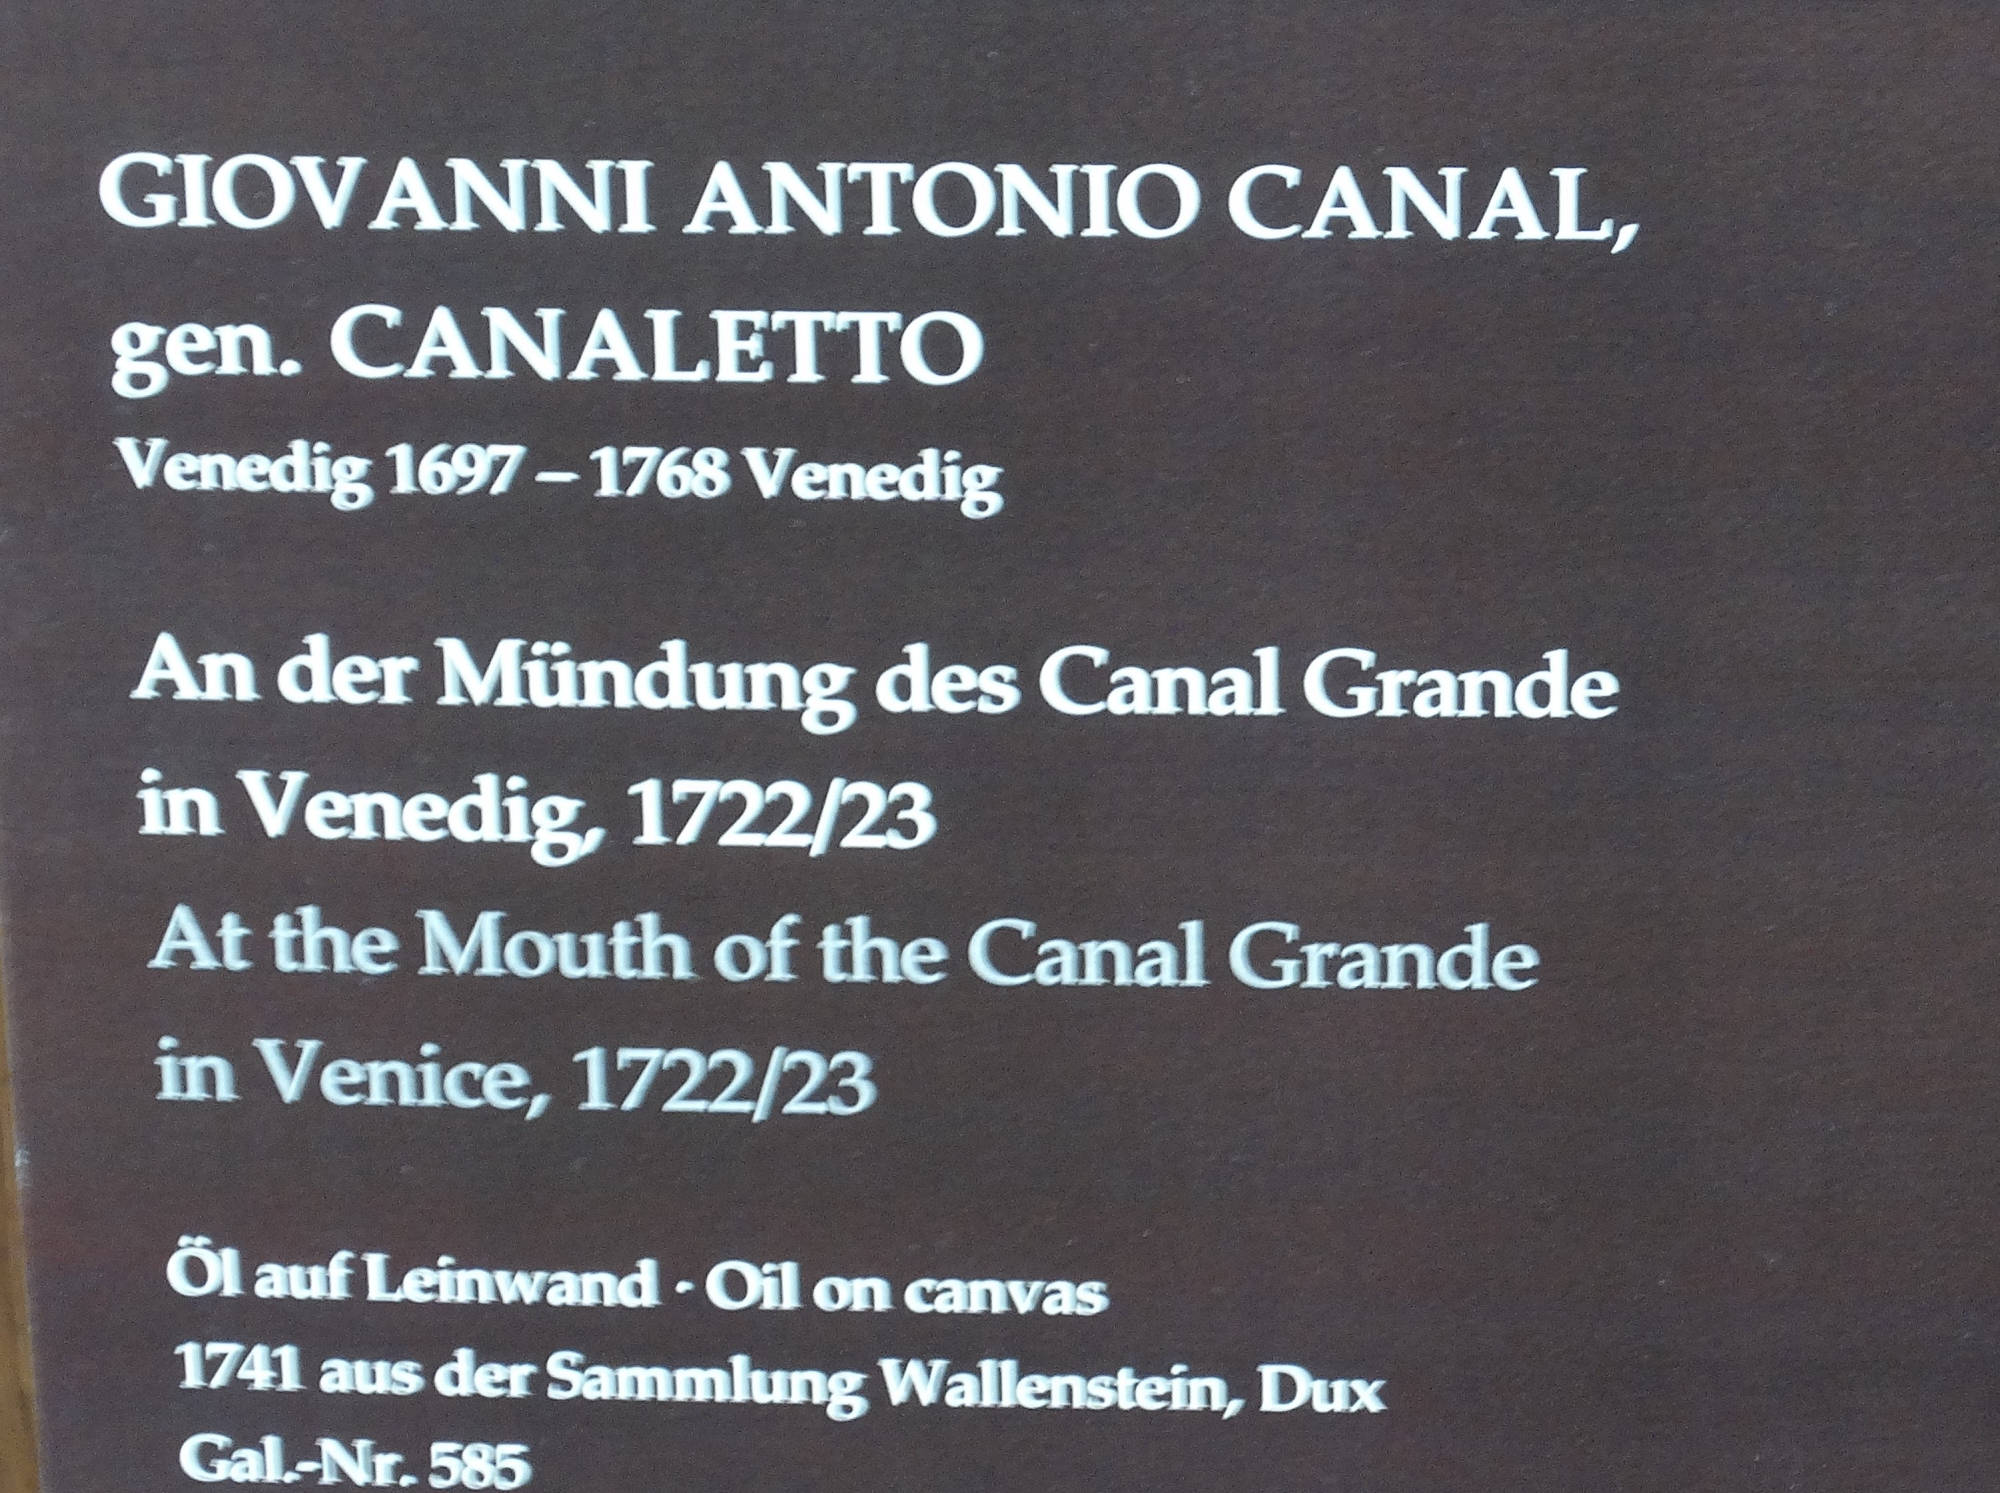 GIOVANNI ANTONIO CANAL,
gen. CANALETTO
Venedig 1697 – 1768 Venedig
An der Mündung des Canal Grande
in Venedig, 1722/23
At the Mouth of the Canal Grande
in Venice, 1722/23
Öl auf Leinwand · Oil on canvas
1741 aus der Sammlung Wallenstein, Dux
Gal.-Nr. 585